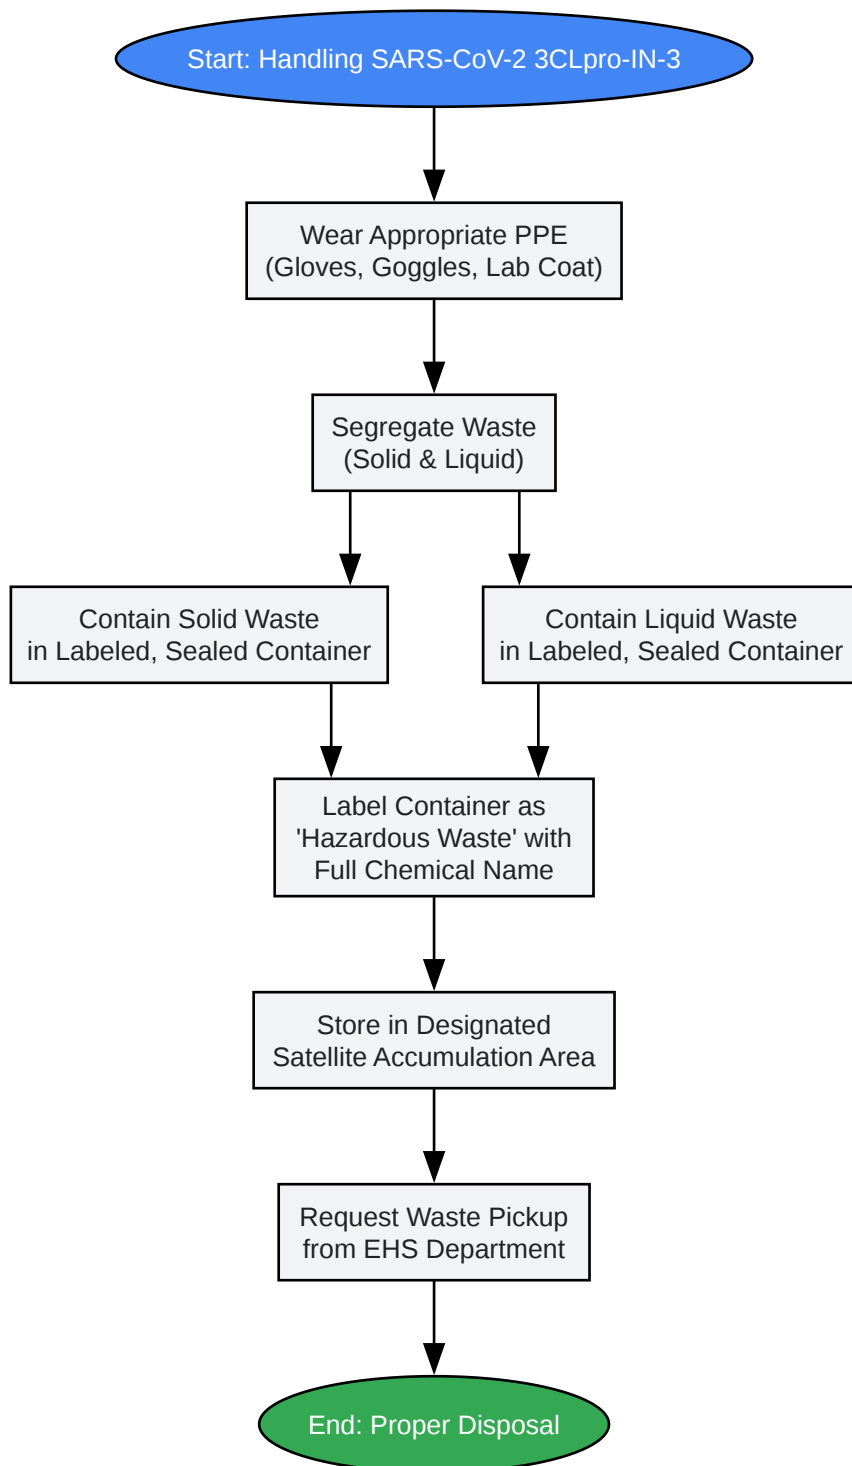 Start: Handling SARS-CoV-2 3CLpro-IN-3
Wear Appropriate PPE
(Gloves, Goggles, Lab Coat)
Segregate Waste
(Solid & Liquid)
Contain Solid Waste
in Labeled, Sealed Container
Contain Liquid Waste
in Labeled, Sealed Container
Label Container as
'Hazardous Waste' with
Full Chemical Name
Store in Designated
Satellite Accumulation Area
Request Waste Pickup
from EHS Department
End: Proper Disposal